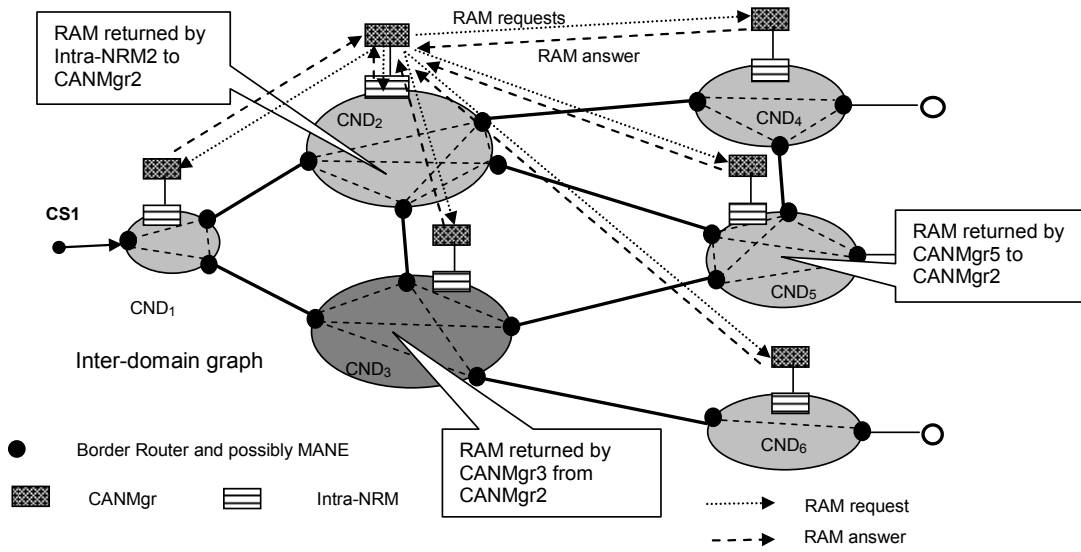 RAM requests
RAM answer
RAM returned by
Intra-NRM2 to
CANMgr2
CND2
CND4
CS1
CND1
CND5
RAM returned by
CANMgr5 to
CANMgr2
Inter-domain graph
CND3
CND6
RAM returned by
CANMgr3 from
CANMgr2
Border Router and possibly MANE
CANMgr
Intra-NRM
RAM request
RAM answer